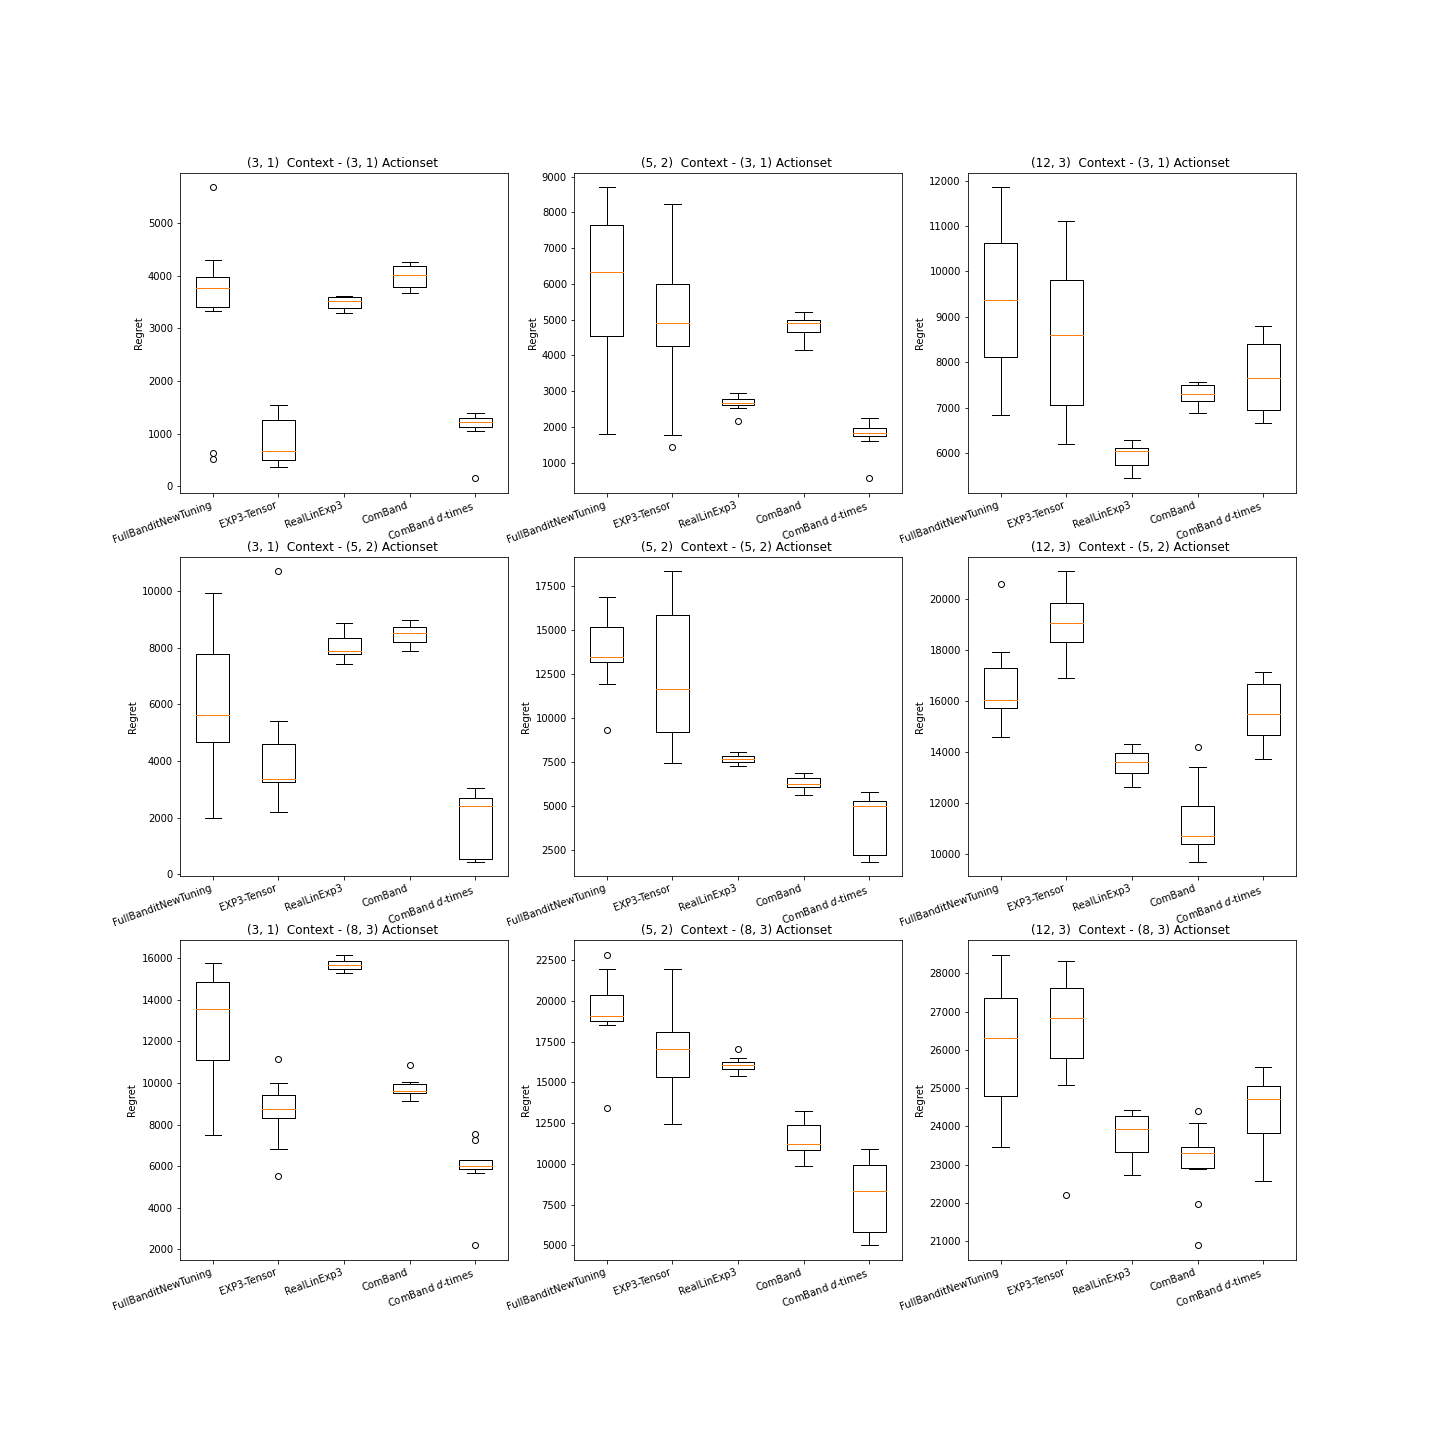 (3, 1)  Context - (3, 1) Actionset
Regret
5000
4000
3000
2000
1000
0
FullBanditNewTuning
EXP3-Tensor
RealLinExp3
ComBand
ComBand d-times
(5, 2)  Context - (3, 1) Actionset
Regret
9000
8000
7000
6000
5000
4000
3000
2000
1000
FullBanditNewTuning
EXP3-Tensor
RealLinExp3
ComBand
ComBand d-times
(12, 3)  Context - (3, 1) Actionset
Regret
12000
11000
10000
9000
8000
7000
6000
FullBanditNewTuning
EXP3-Tensor
RealLinExp3
ComBand
ComBand d-times
(3, 1)  Context - (5, 2) Actionset
Regret
10000
8000
6000
4000
2000
0
FullBanditNewTuning
EXP3-Tensor
RealLinExp3
ComBand
ComBand d-times
(5, 2)  Context - (5, 2) Actionset
Regret
17500
15000
12500
10000
7500
5000
2500
FullBanditNewTuning
EXP3-Tensor
RealLinExp3
ComBand
ComBand d-times
(12, 3)  Context - (5, 2) Actionset
Regret
20000
18000
16000
14000
12000
10000
FullBanditNewTuning
EXP3-Tensor
RealLinExp3
ComBand
ComBand d-times
(3, 1)  Context - (8, 3) Actionset
Regret
16000
14000
12000
10000
8000
6000
4000
2000
FullBanditNewTuning
EXP3-Tensor
RealLinExp3
ComBand
ComBand d-times
(5, 2)  Context - (8, 3) Actionset
Regret
22500
20000
17500
15000
12500
10000
7500
5000
FullBanditNewTuning
EXP3-Tensor
RealLinExp3
ComBand
ComBand d-times
(12, 3)  Context - (8, 3) Actionset
Regret
28000
27000
26000
25000
24000
23000
22000
21000
FullBanditNewTuning
EXP3-Tensor
RealLinExp3
ComBand
ComBand d-times